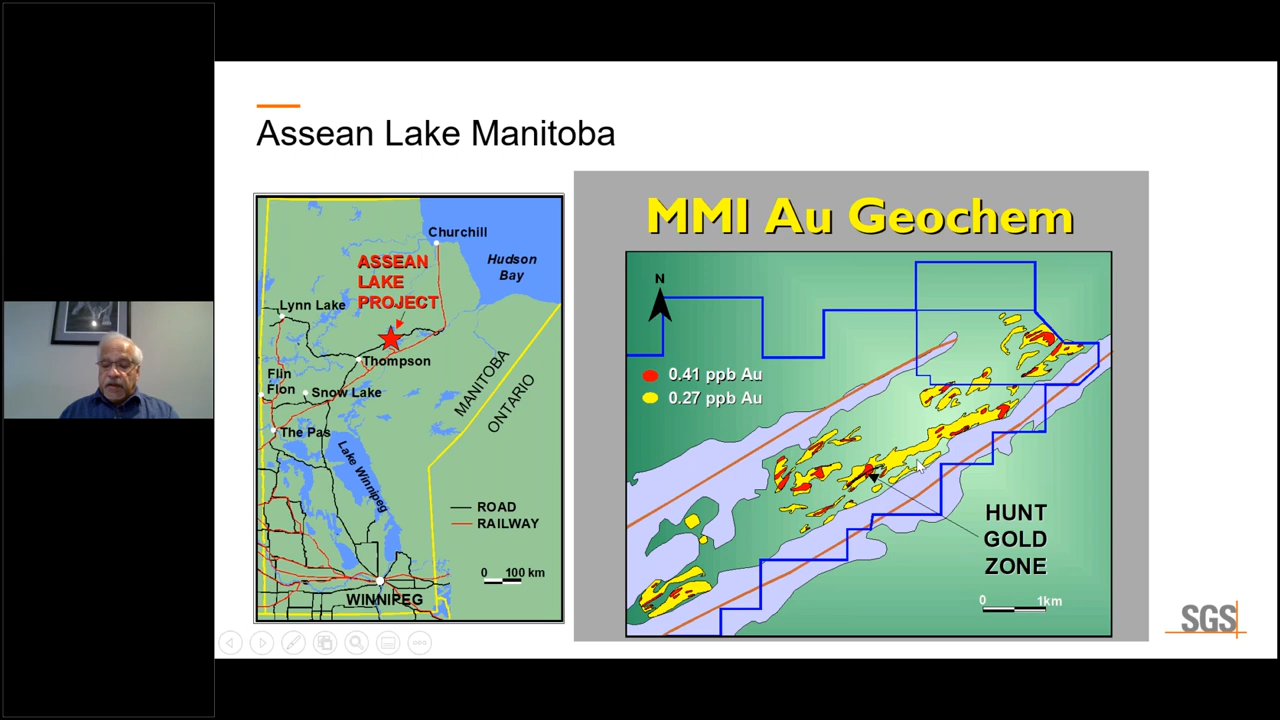 Assean Lake Manitoba
Churchill
Hudson
Bay
ASSEAN
LAKE
PROJECT
Lynn Lake
Thompson
Flin
Flon
Snow Lake
The Pas
Lake Winnipeg
MANITOBA
ONTARIO
ROAD
RAILWAY
0 100 km
WINNIPEG
MMI Au Geochem
N
0.41 ppb Au
0.27 ppb Au
HUNT
GOLD
ZONE
0 1km
SGS